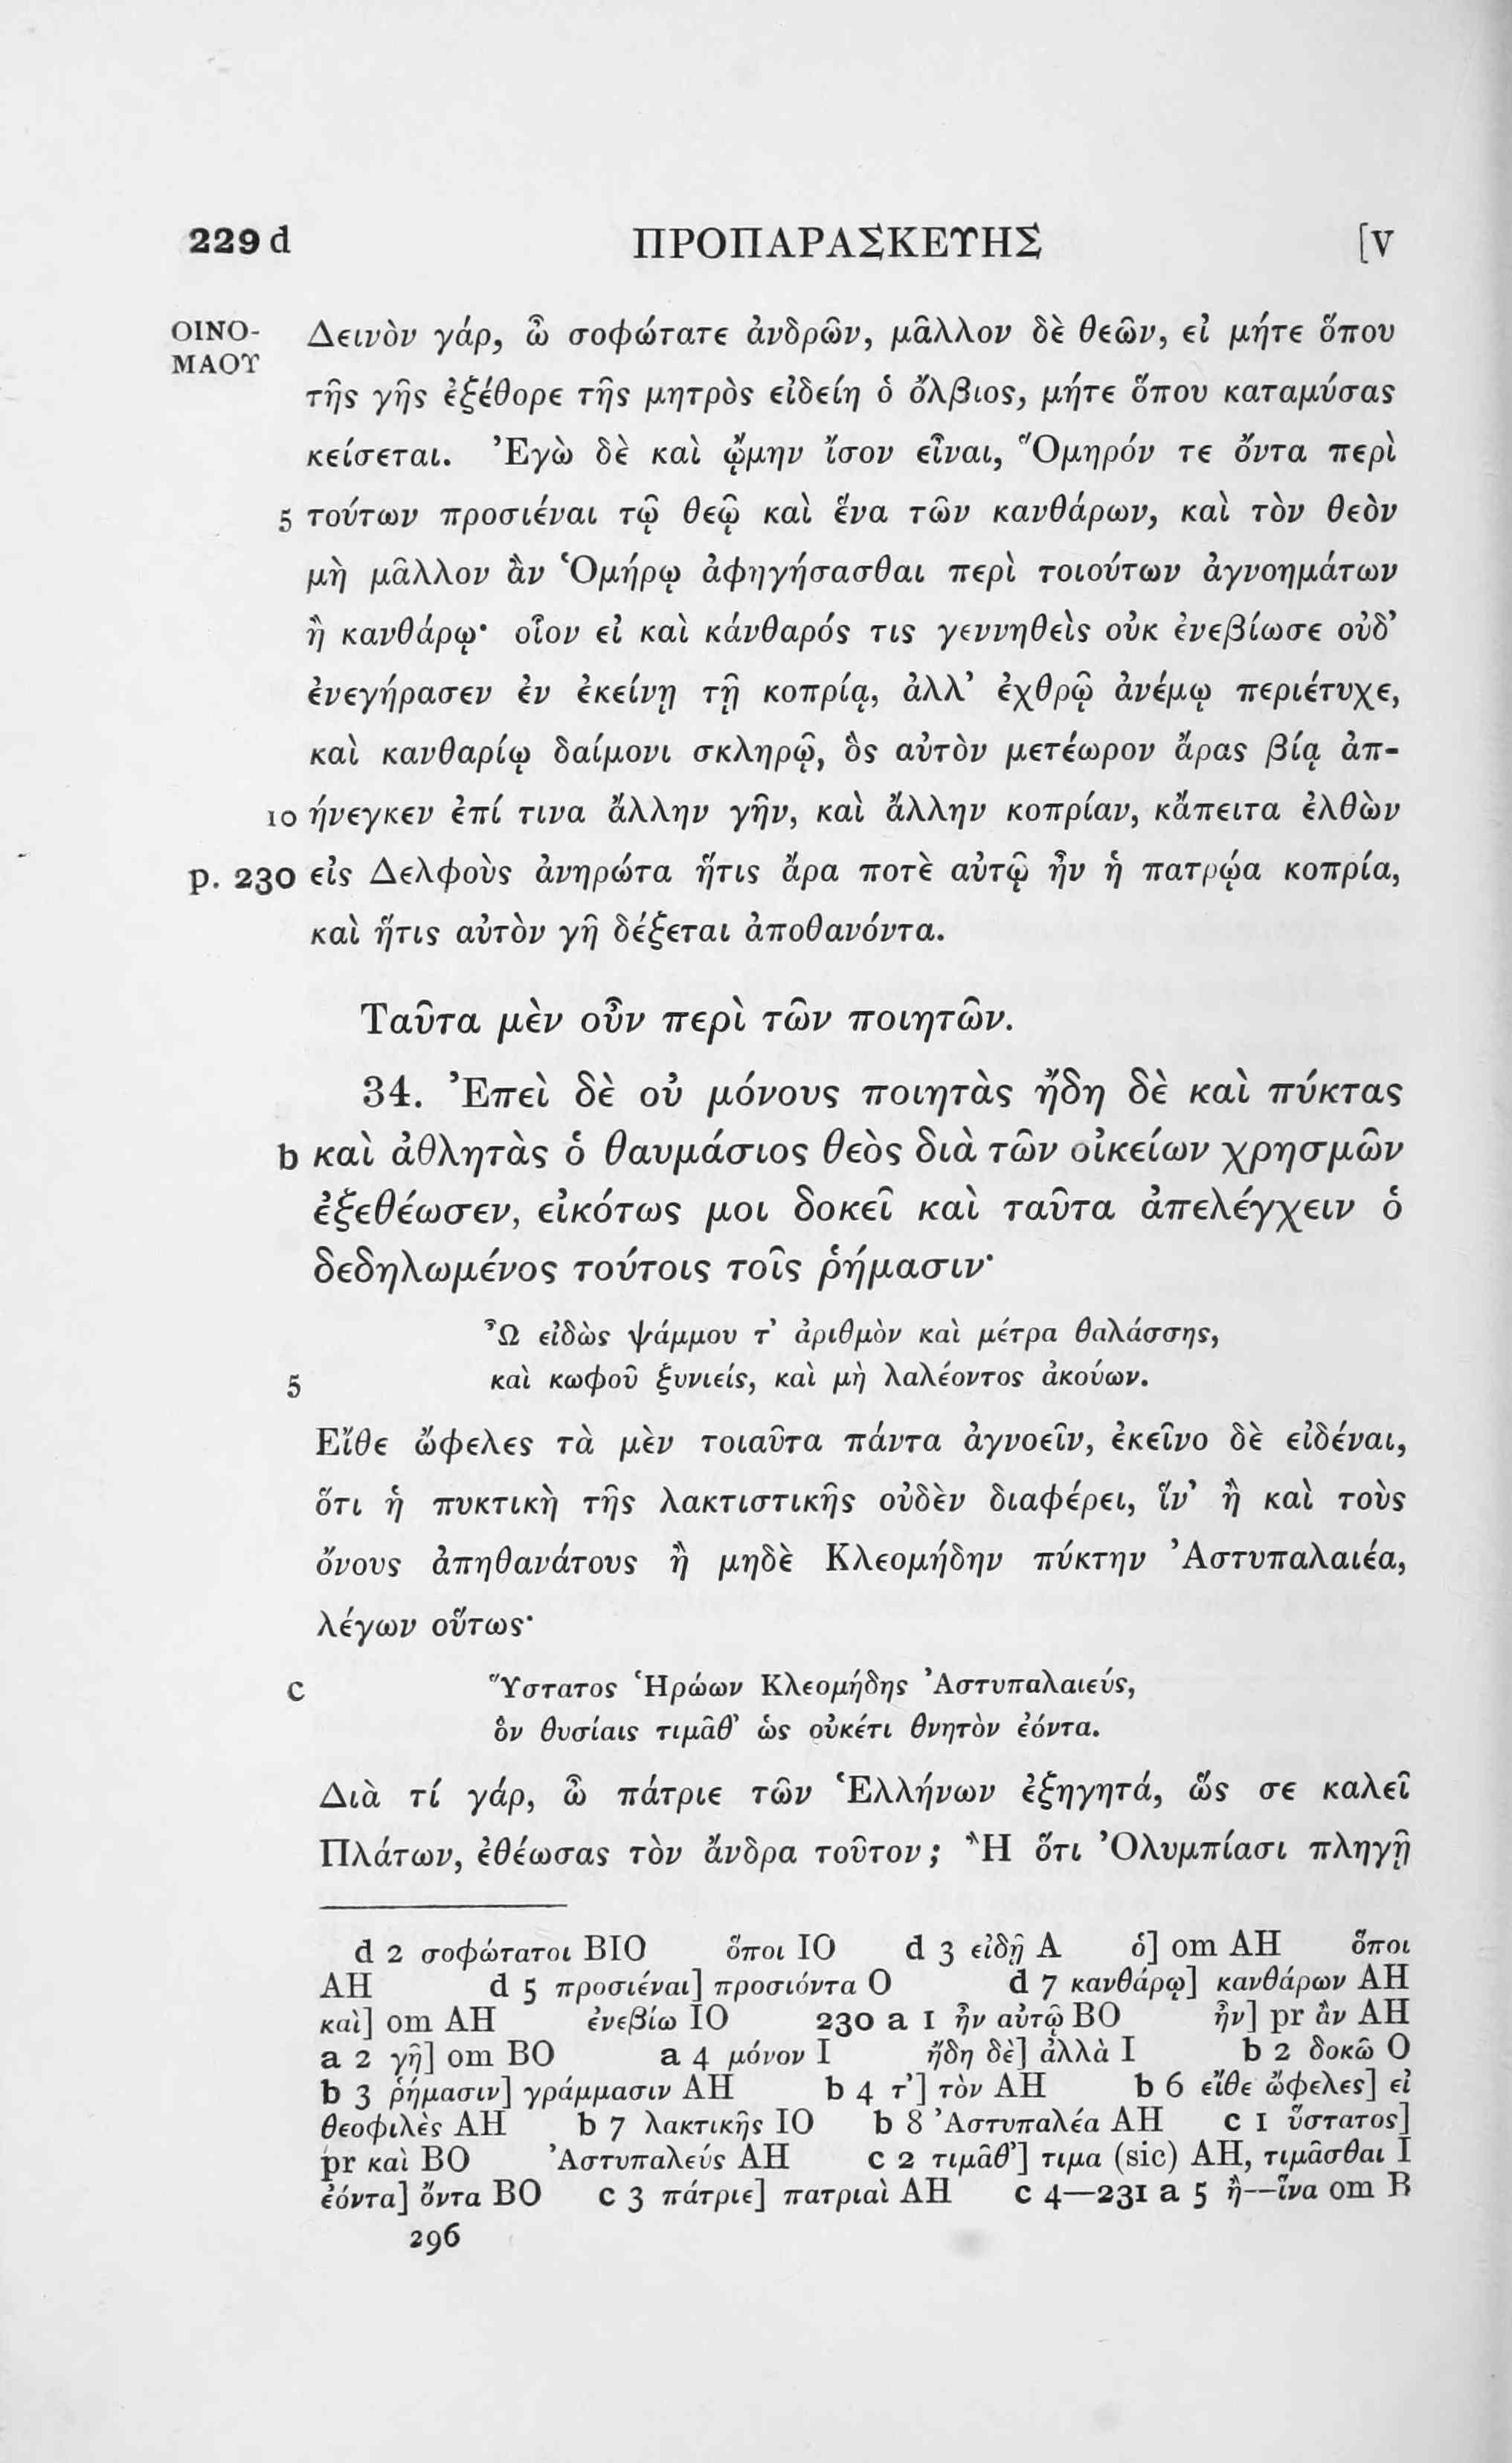 229 d ΠΡΟΠΑΡΑΣΚΕΥΗΣ [V
ΟΙΝΟ- Δεινὸν γάρ, ὦ σοφώτατε ἀνδρῶν, μᾶλλον δὲ θεῶν, εἰ μήτε ὅπου
ΜΑΟΥ
τῆς γῆς ἐξέθορε τῆς μητρὸς εἰδείη ὁ ὄλβιος, μήτε ὅπου καταμύσας
κείσεται. Ἐγὼ δὲ καὶ ᾤμην ἴσον εἶναι, Ὅμηρόν τε ὄντα περὶ
5 τούτων προσιέναι τῷ θεῷ καὶ ἕνα τῶν κανθάρων, καὶ τὸν θεὸν
μὴ μᾶλλον ἂν Ὁμήρῳ ἀφηγήσασθαι περὶ τοιούτων ἀγνοημάτων
ἢ κανθάρῳ· οἷον εἰ καὶ κάνθαρός τις γεννηθεὶς οὐκ ἐνεβίωσε οὐδ’
ἐνεγήρασεν ἐν ἐκείνῃ τῇ κοπρίᾳ, ἀλλ’ ἐχθρῷ ἀνέμῳ περιέτυχε,
καὶ κανθαρίῳ δαίμονι σκληρῷ, ὃς αὐτὸν μετέωρον ἄρας βίᾳ ἀπ-
10 ήνεγκεν ἐπί τινα ἄλλην γῆν, καὶ ἄλλην κοπρίαν, κἄπειτα ἐλθὼν
p. 230 εἰς Δελφοὺς ἀνηρώτα ἥτις ἄρα ποτὲ αὐτῷ ἦν ἡ πατρῴα κοπρία,
καὶ ἥτις αὐτὸν γῆ δέξεται ἀποθανόντα.
Ταῦτα μὲν οὖν περὶ τῶν ποιητῶν.
34. Ἐπεὶ δὲ οὐ μόνους ποιητὰς ἤδη δὲ καὶ πύκτας
b καὶ ἀθλητὰς ὁ θαυμάσιος θεὸς διὰ τῶν οἰκείων χρησμῶν
ἐξεθέωσεν, εἰκότως μοι δοκεῖ καὶ ταῦτα ἀπελέγχειν ὁ
δεδηλωμένος τούτοις τοῖς ῥήμασιν·
Ὦ εἰδὼς ψάμμου τ’ ἀριθμὸν καὶ μέτρα θαλάσσης,
5 καὶ κωφοῦ ξυνιείς, καὶ μὴ λαλέοντος ἀκούων.
Εἴθε ὤφελες τὰ μὲν τοιαῦτα πάντα ἀγνοεῖν, ἐκεῖνο δὲ εἰδέναι,
ὅτι ἡ πυκτικὴ τῆς λακτιστικῆς οὐδὲν διαφέρει, ἵν’ ἢ καὶ τοὺς
ὄνους ἀπηθανάτους ἢ μηδὲ Κλεομήδην πύκτην Ἀστυπαλαιέα,
λέγων οὕτως·
c Ὕστατος Ἡρώων Κλεομήδης Ἀστυπαλαιεύς,
ὃν θυσίαις τιμᾶθ’ ὡς οὐκέτι θνητὸν ἐόντα.
Διὰ τί γάρ, ὦ πάτριε τῶν Ἑλλήνων ἐξηγητά, ὥς σε καλεῖ
Πλάτων, ἐθέωσας τὸν ἄνδρα τοῦτον; Ἢ ὅτι Ὀλυμπίασι πληγῇ
d 2 σοφώτατοι BIO ὅποι IO d 3 εἰδῇ A ὁ] om AH ὅποι
AH d 5 προσιέναι] προσιόντα O d 7 κανθάρῳ] κανθάρων AH
καὶ] om AH ἐνεβίω IO 230 a 1 ἦν αὐτῷ BO ἦν] pr ἂν AH
a 2 γῆ] om BO a 4 μόνον I ἤδη δὲ] ἀλλὰ I b 2 δοκῶ O
b 3 ῥήμασιν] γράμμασιν AH b 4 τ’] τὸν AH b 6 εἴθε ὤφελες] εἰ
θεοφιλὲς AH b 7 λακτικῆς IO b 8 Ἀστυπαλέα AH c 1 ὕστατος]
pr καὶ BO Ἀστυπαλεύς AH c 2 τιμᾶθ’] τιμα (sic) AH, τιμᾶσθαι I
ἐόντα] ὄντα BO c 3 πάτριε] πατριαὶ AH c 4—231 a 5 ἢ—ἵνα om B
296